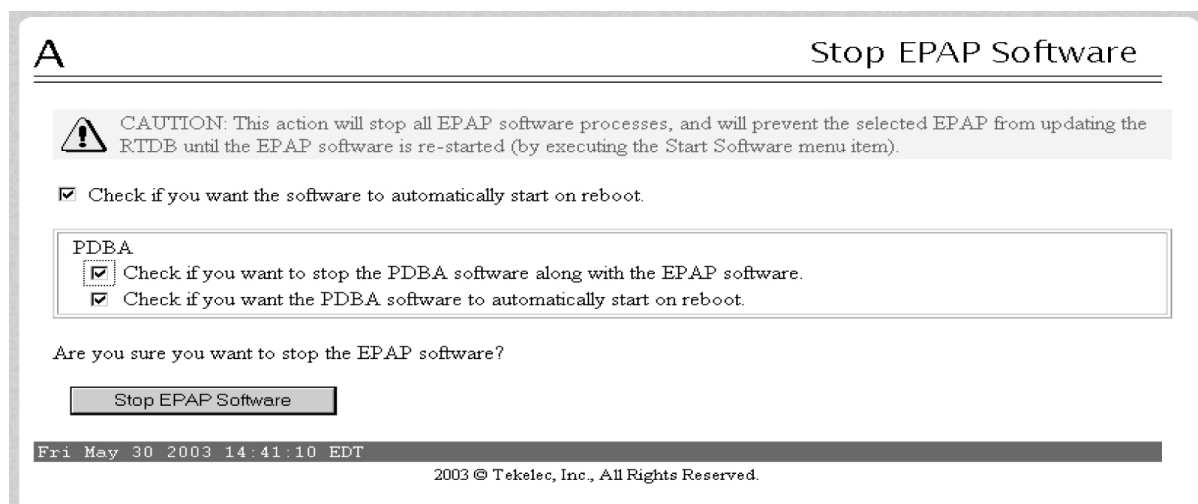 A
Stop EPAP Software
CAUTION: This action will stop all EPAP software processes, and will prevent the selected EPAP from updating the
RTDB until the EPAP software is re-started (by executing the Start Software menu item).
Check if you want the software to automatically start on reboot.
PDBA
Check if you want to stop the PDBA software along with the EPAP software.
Check if you want the PDBA software to automatically start on reboot.
Are you sure you want to stop the EPAP software?
Stop EPAP Software
Fri May 30 2003 14:41:10 EDT
2003 © Tekelec, Inc., All Rights Reserved.